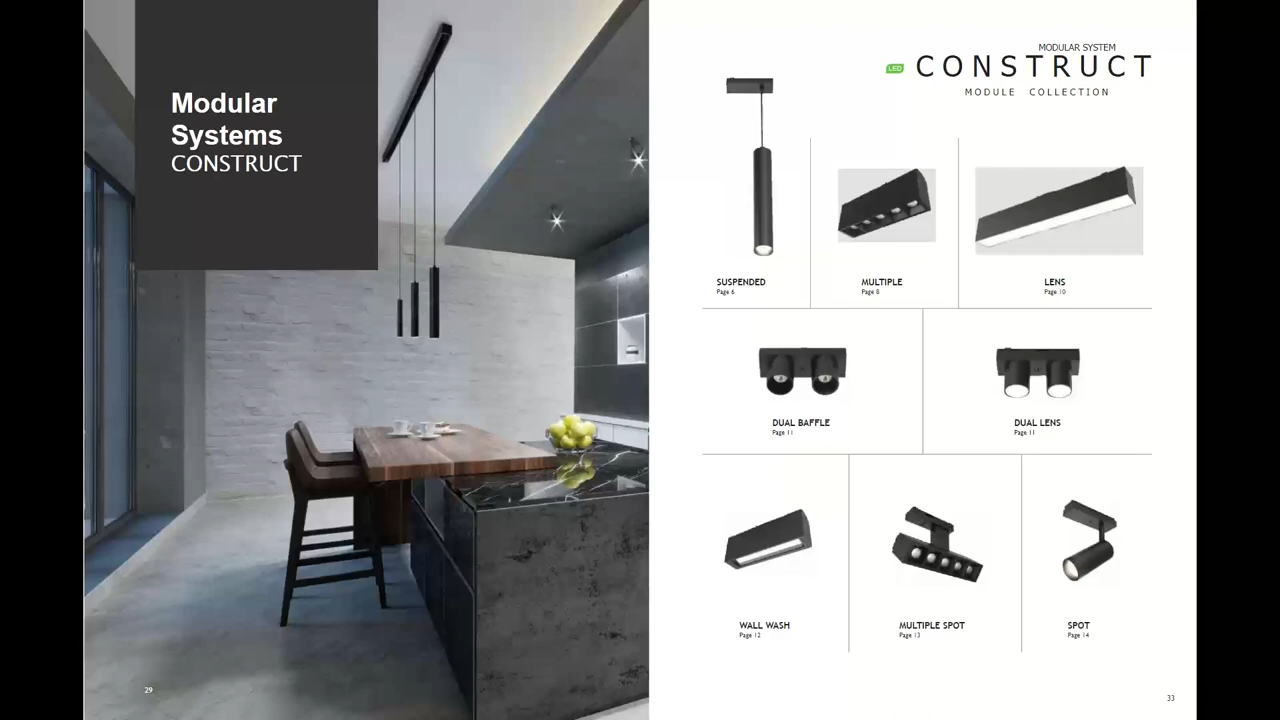 Modular
Systems
CONSTRUCT
29
MODULAR SYSTEM
LED
CONSTRUCT
MODULE COLLECTION
SUSPENDED
Page 6
MULTIPLE
Page 8
LENS
Page 10
DUAL BAFFLE
Page 11
DUAL LENS
Page 11
WALL WASH
Page 12
MULTIPLE SPOT
Page 13
SPOT
Page 14
33